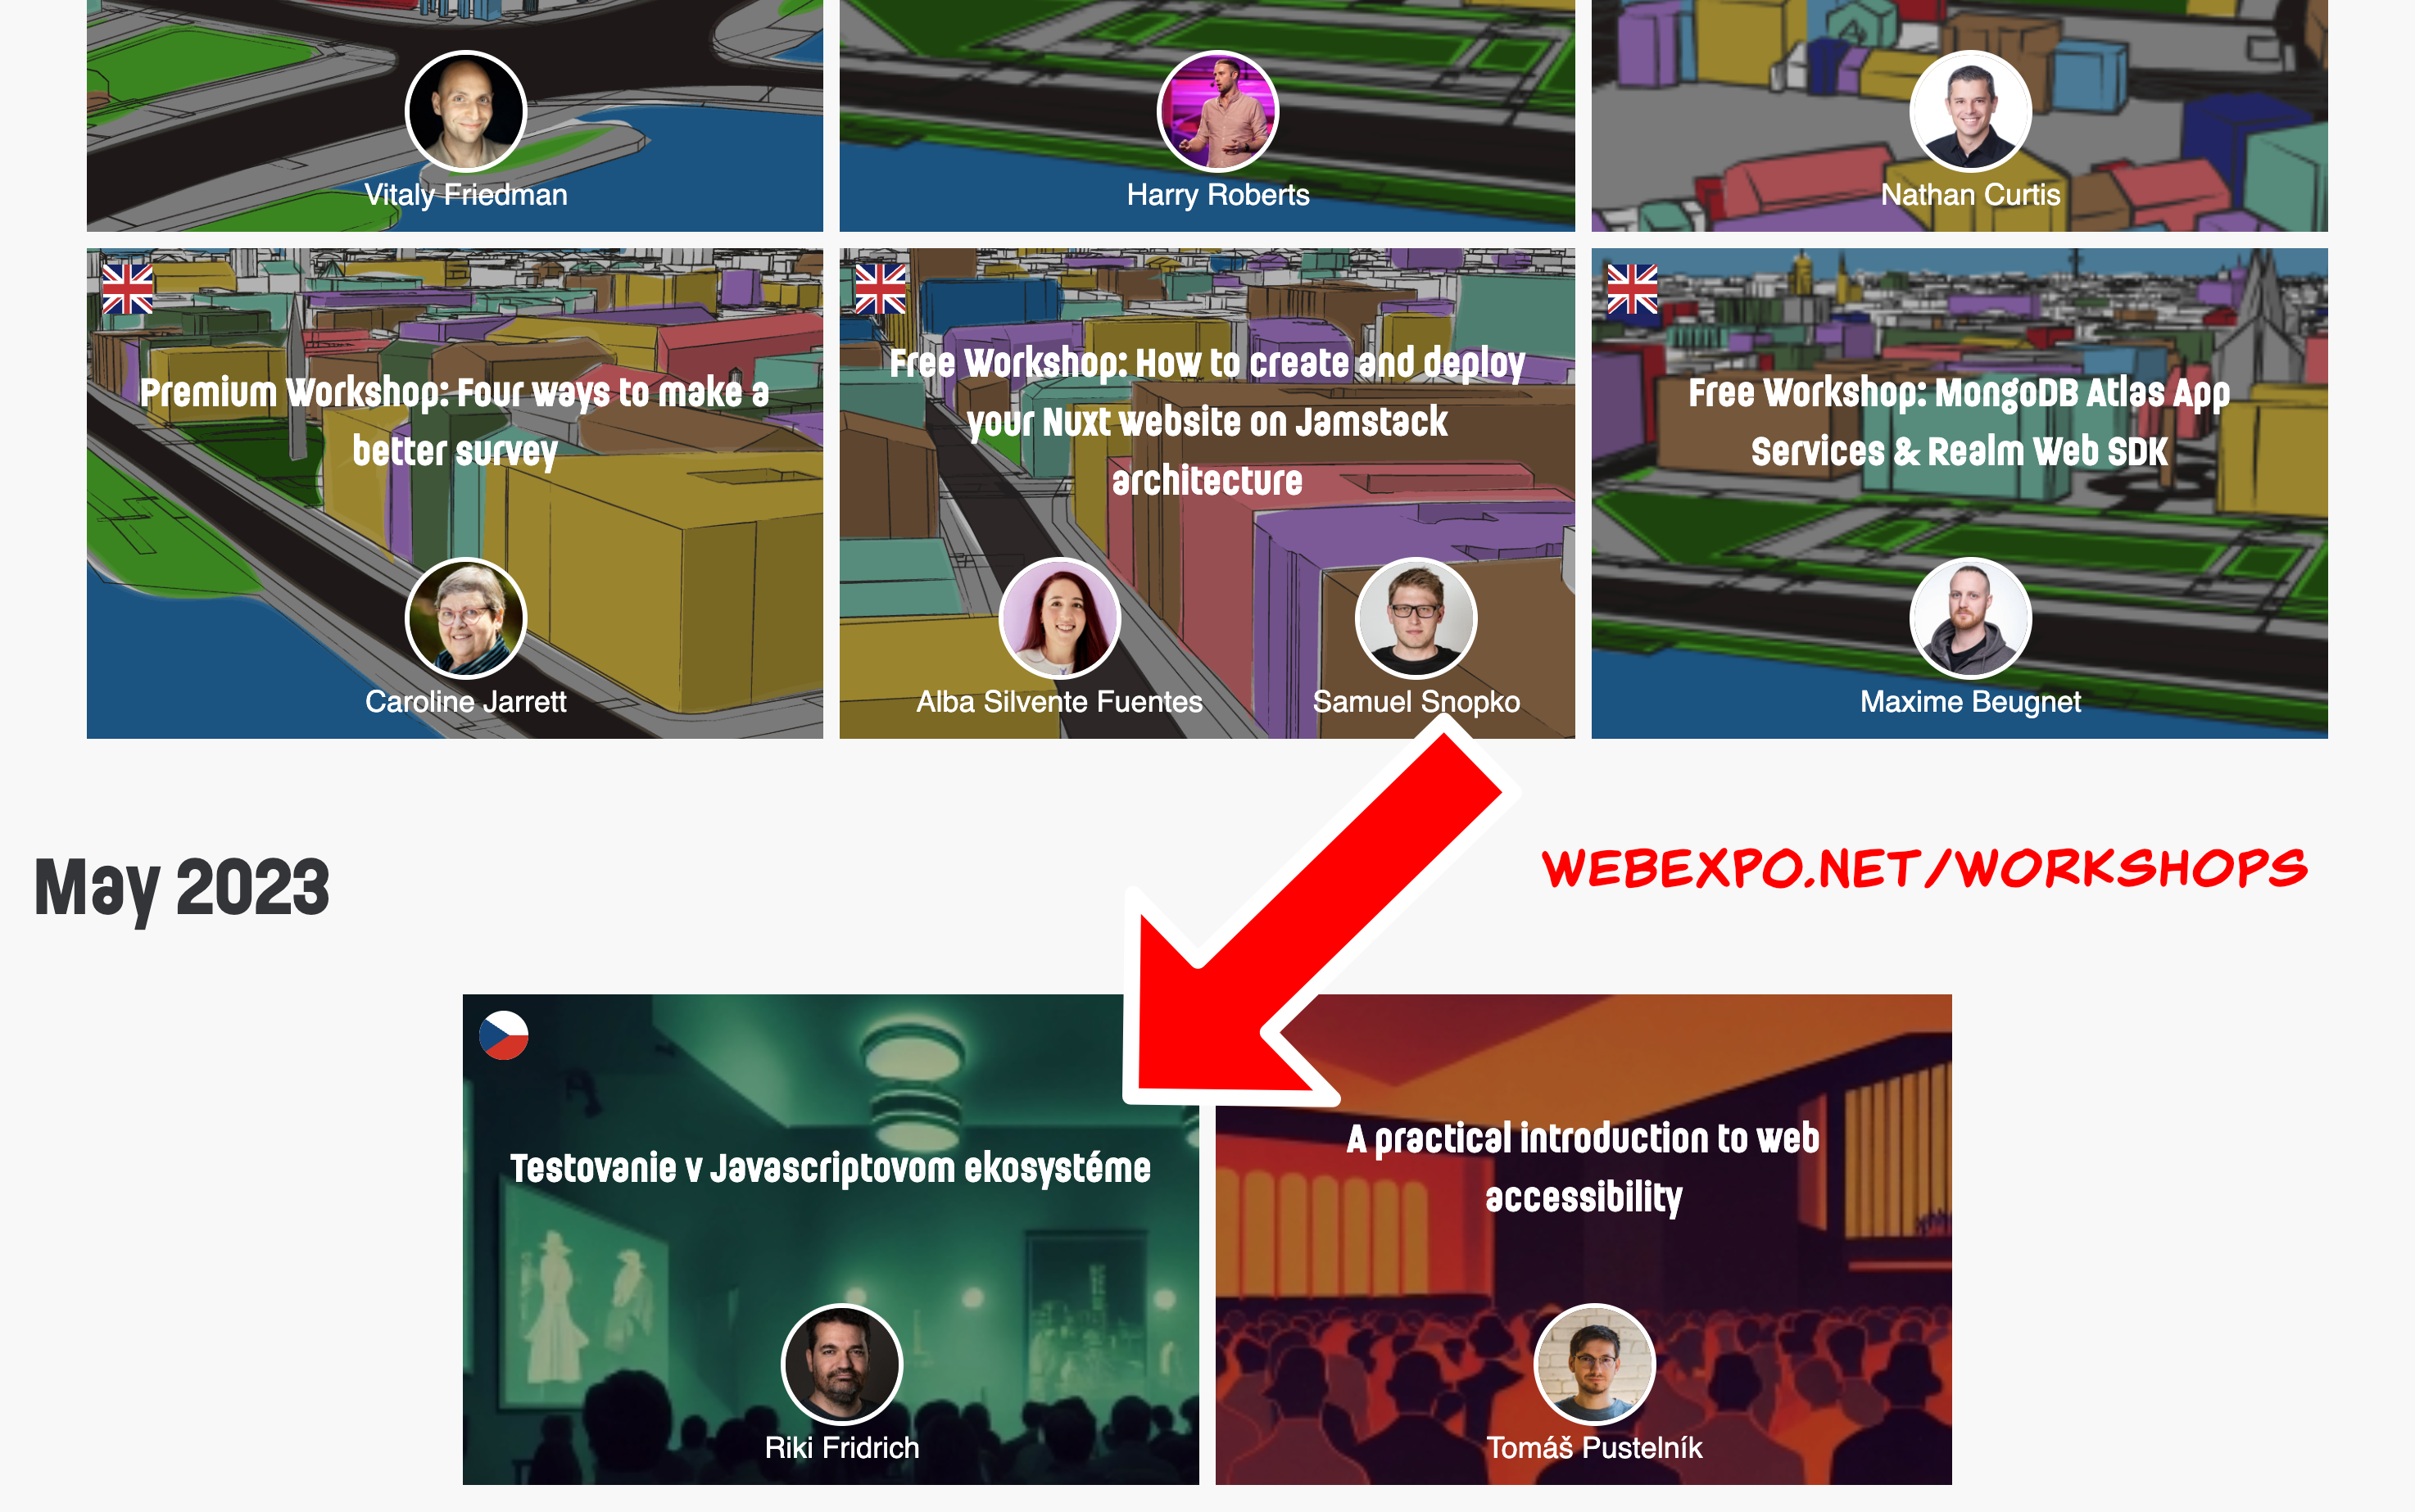 Vitaly Friedman
Harry Roberts
Nathan Curtis
Premium Workshop: Four ways to make a
better survey
Caroline Jarrett
Free Workshop: How to create and deploy
your Nuxt website on Jamstack
architecture
Alba Silvente Fuentes
Samuel Snopko
Free Workshop: MongoDB Atlas App
Services & Realm Web SDK
Maxime Beugnet
May 2023
WEBEXPO.NET/WORKSHOPS
Testovanie v Javascriptovom ekosystéme
Riki Fridrich
A practical introduction to web
accessibility
Tomáš Pustelník